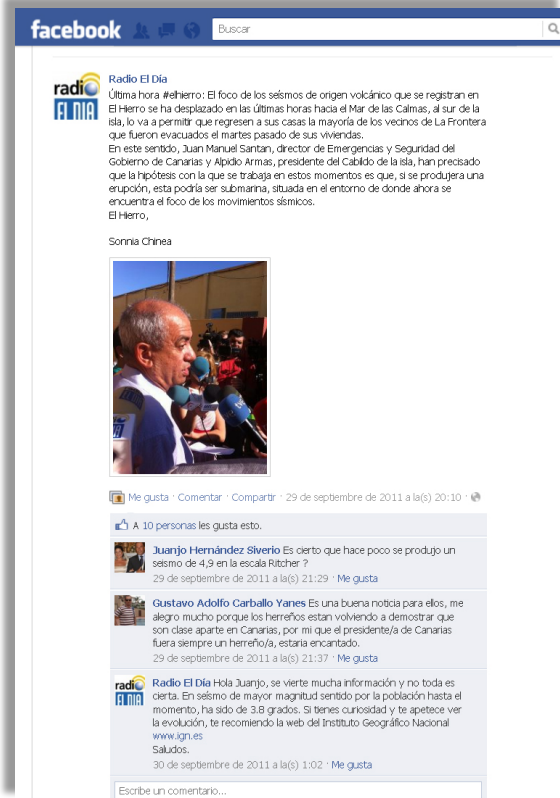 facebook
Buscar
radio
EL DIA
Radio El Día
Última hora #elhierro: El foco de los seísmos de origen volcánico que se registran en
El Hierro se ha desplazado en las últimas horas hacia el Mar de las Calmas, al sur de la
isla, lo va a permitir que regresen a sus casas la mayoría de los vecinos de La Frontera
que fueron evacuados el martes pasado de sus viviendas.
En este sentido, Juan Manuel Santan, director de Emergencias y Seguridad del
Gobierno de Canarias y Alpidio Armas, presidente del Cabildo de la isla, han precisado
que la hipótesis con la que se trabaja en estos momentos es que, si se produjera una
erupción, esta podría ser submarina, situada en el entorno de donde ahora se
encuentra el foco de los movimientos sísmicos.
El Hierro,
Sonnia Chinea
Me gusta · Comentar · Compartir · 29 de septiembre de 2011 a la(s) 20:10 ·
A 10 personas les gusta esto.
Juanjo Hernández Siverio Es cierto que hace poco se produjo un
seismo de 4,9 en la escala Ritcher ?
29 de septiembre de 2011 a la(s) 21:29 · Me gusta
Gustavo Adolfo Carballo Yanes Es una buena noticia para ellos, me
alegro mucho porque los herreños estan volviendo a demostrar que
son clase aparte en Canarias, por mi que el presidente/a de Canarias
fuera siempre un herreño/a, estaria encantado.
29 de septiembre de 2011 a la(s) 21:37 · Me gusta
radio
EL DIA
Radio El Día Hola Juanjo, se vierte mucha información y no toda es
cierta. En seísmo de mayor magnitud sentido por la población hasta el
momento, ha sido de 3.8 grados. Si tienes curiosidad y te apetece ver
la evolución, te recomiendo la web del Instituto Geográfico Nacional
www.ign.es
Saludos.
30 de septiembre de 2011 a la(s) 1:02 · Me gusta
Escribe un comentario...